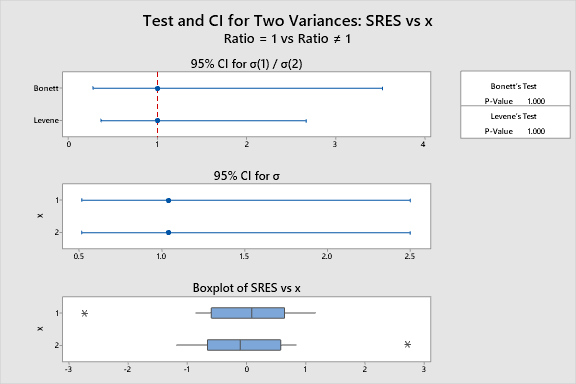 Test and CI for Two Variances: SRES vs x
Ratio = 1 vs Ratio ≠ 1
95% CI for σ(1) / σ(2)
Bonett
Levene
0 1 2 3 4
Bonett's Test
P-Value 1.000
Levene's Test
P-Value 1.000
95% CI for σ
x
1
2
0.5 1.0 1.5 2.0 2.5
Boxplot of SRES vs x
x
1
2
-3 -2 -1 0 1 2 3